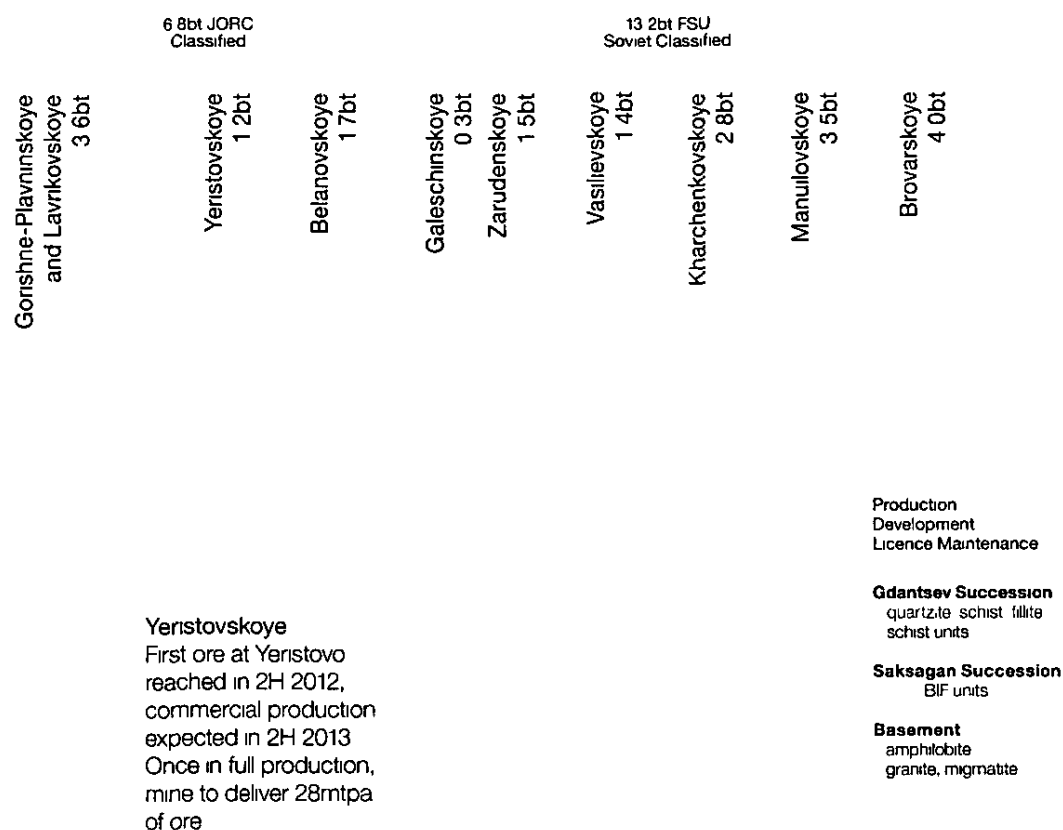 6 8bt JORC
Classified
13 2bt FSU
Soviet Classified
Gorishne-Plavninskoye
and Lavrikovskoye
3 6bt
Yeristovskoye
1 2bt
Belanovskoye
1 7bt
Galeschinskoye
0 3bt
Zarudenskoye
1 5bt
Vasilievskoye
1 4bt
Kharchenkovskoye
2 8bt
Manuilovskoye
3 5bt
Brovarskoye
4 0bt
Production
Development
Licence Maintenance
Gdantsev Succession
quartzite schist fillite
schist units
Saksagan Succession
BIF units
Basement
amphilobite
granite, migmatite
Yeristovskoye
First ore at Yeristovo
reached in 2H 2012,
commercial production
expected in 2H 2013
Once in full production,
mine to deliver 28mtpa
of ore